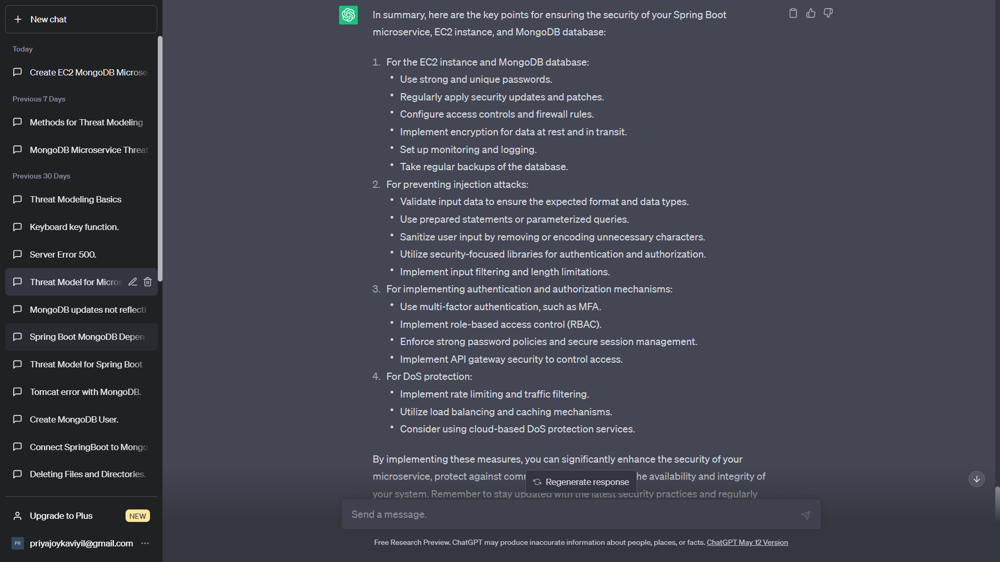 New chat
Today
Create EC2 MongoDB Microse
Previous 7 Days
Methods for Threat Modeling
MongoDB Microservice Threat
Previous 30 Days
Threat Modeling Basics
Keyboard key function.
Server Error 500.
Threat Model for Micros
MongoDB updates not reflecti
Spring Boot MongoDB Depen
Threat Model for Spring Boot
Tomcat error with MongoDB.
Create MongoDB User.
Connect SpringBoot to Mongo
Deleting Files and Directories.
Upgrade to Plus NEW
PR priyajoykaviyil@gmail.com
In summary, here are the key points for ensuring the security of your Spring Boot
microservice, EC2 instance, and MongoDB database:
1. For the EC2 instance and MongoDB database:
• Use strong and unique passwords.
• Regularly apply security updates and patches.
• Configure access controls and firewall rules.
• Implement encryption for data at rest and in transit.
• Set up monitoring and logging.
• Take regular backups of the database.
2. For preventing injection attacks:
• Validate input data to ensure the expected format and data types.
• Use prepared statements or parameterized queries.
• Sanitize user input by removing or encoding unnecessary characters.
• Utilize security-focused libraries for authentication and authorization.
• Implement input filtering and length limitations.
3. For implementing authentication and authorization mechanisms:
• Use multi-factor authentication, such as MFA.
• Implement role-based access control (RBAC).
• Enforce strong password policies and secure session management.
• Implement API gateway security to control access.
4. For DoS protection:
• Implement rate limiting and traffic filtering.
• Utilize load balancing and caching mechanisms.
• Consider using cloud-based DoS protection services.
By implementing these measures, you can significantly enhance the security of your
microservice, protect against com he availability and integrity of
Regenerate response
your system. Remember to stay updated with the latest security practices and regularly
Send a message.
Free Research Preview. ChatGPT may produce inaccurate information about people, places, or facts. ChatGPT May 12 Version